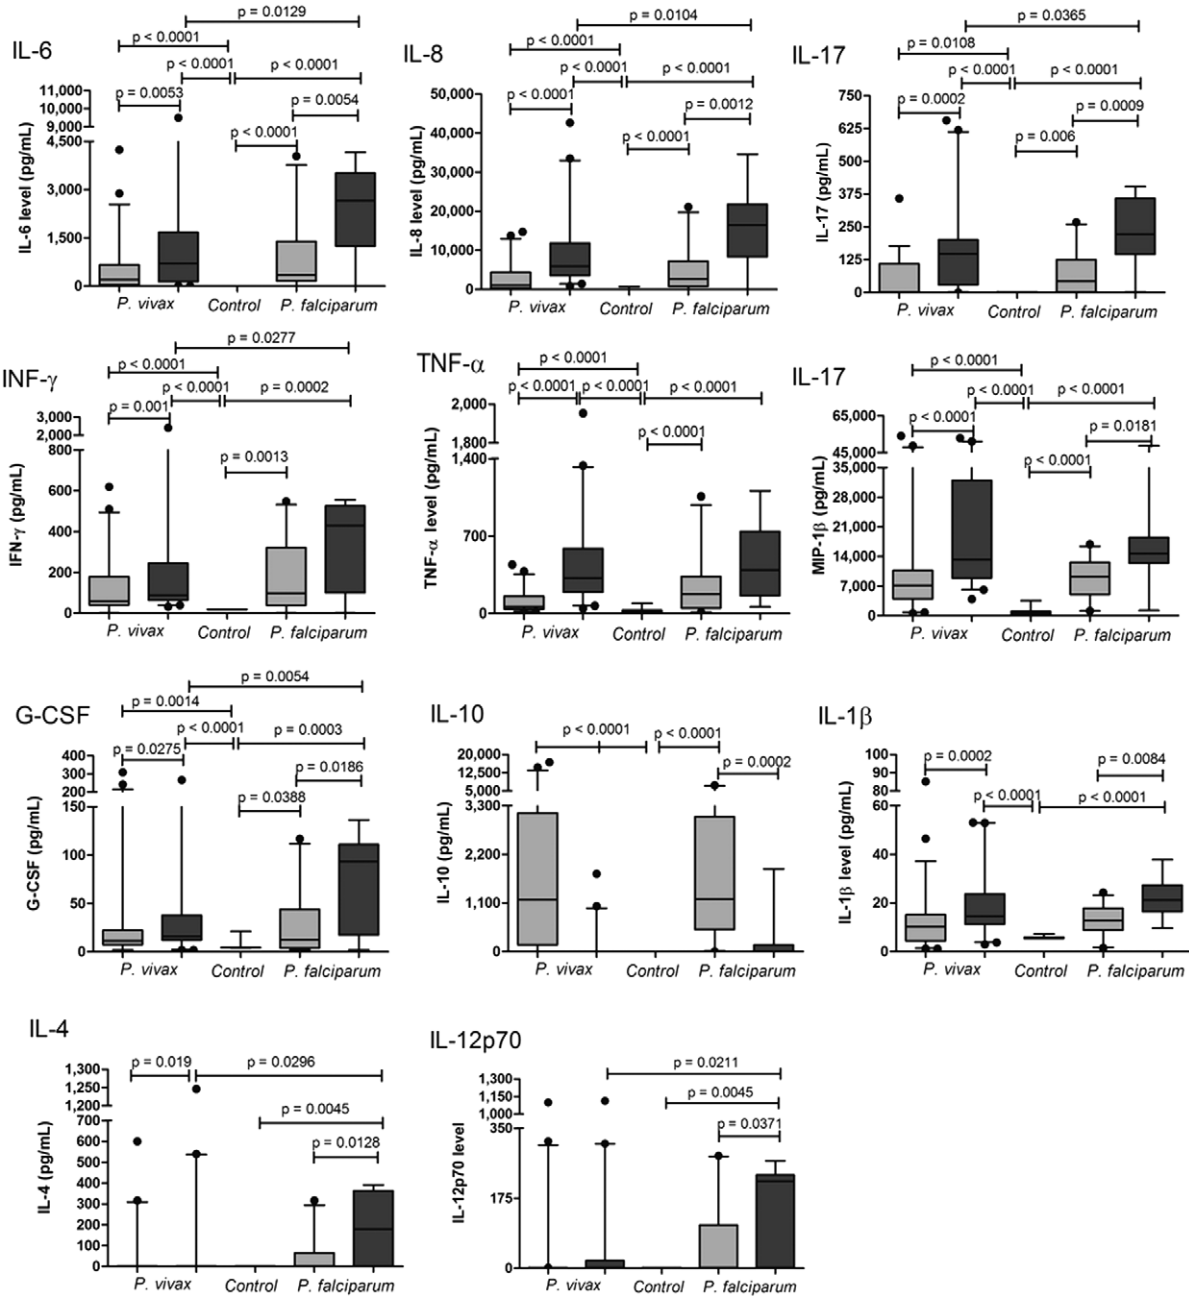 p = 0.0129
p < 0.0001
IL-6
p < 0.0001
p < 0.0001
p = 0.0053
p = 0.0054
p < 0.0001
11,000
10,000
9,000
4,500
3,000
1,500
0
IL-6 level (pg/mL)
P. vivax
Control
P. falciparum
p = 0.0104
p < 0.0001
IL-8
p < 0.0001
p < 0.0001
p < 0.0001
p = 0.0012
p < 0.0001
50,000
40,000
30,000
20,000
10,000
0
IL-8 level (pg/mL)
P. vivax
Control
P. falciparum
p = 0.0365
p = 0.0108
IL-17
p < 0.0001
p < 0.0001
p = 0.0002
p = 0.0009
p = 0.006
750
625
500
375
250
125
0
IL-17 (pg/mL)
P. vivax
Control
P. falciparum
p = 0.0277
p < 0.0001
INF-γ
p < 0.0001
p = 0.0002
p = 0.001
p = 0.0013
3,000
2,000
800
600
400
200
0
IFN-γ (pg/mL)
P. vivax
Control
P. falciparum
TNF-α
p < 0.0001
p < 0.0001
p < 0.0001
p < 0.0001
p < 0.0001
2,000
1,800
1,400
700
0
TNF-α level (pg/mL)
P. vivax
Control
P. falciparum
p < 0.0001
IL-17
p < 0.0001
p < 0.0001
p < 0.0001
p = 0.0181
p < 0.0001
65,000
45,000
35,000
28,000
21,000
14,000
7,000
0
MIP-1β (pg/mL)
P. vivax
Control
P. falciparum
p = 0.0054
p = 0.0014
G-CSF
p < 0.0001
p = 0.0003
p = 0.0275
p = 0.0186
p = 0.0388
400
300
200
150
100
50
0
G-CSF (pg/mL)
P. vivax
Control
P. falciparum
IL-10
p < 0.0001
p < 0.0001
p = 0.0002
20,000
12,500
5,000
3,300
2,200
1,100
0
IL-10 (pg/mL)
P. vivax
Control
P. falciparum
IL-1β
p = 0.0002
p = 0.0084
p < 0.0001
p < 0.0001
100
90
80
60
40
20
0
IL-1β level (pg/mL)
P. vivax
Control
P. falciparum
IL-4
p = 0.019
p = 0.0296
p = 0.0045
p = 0.0128
1,300
1,250
1,200
700
600
500
400
300
200
100
0
IL-4 (pg/mL)
P. vivax
Control
P. falciparum
IL-12p70
p = 0.0211
p = 0.0045
p = 0.0371
1,300
1,150
1,000
350
175
0
IL-12p70 level
P. vivax
Control
P. falciparum